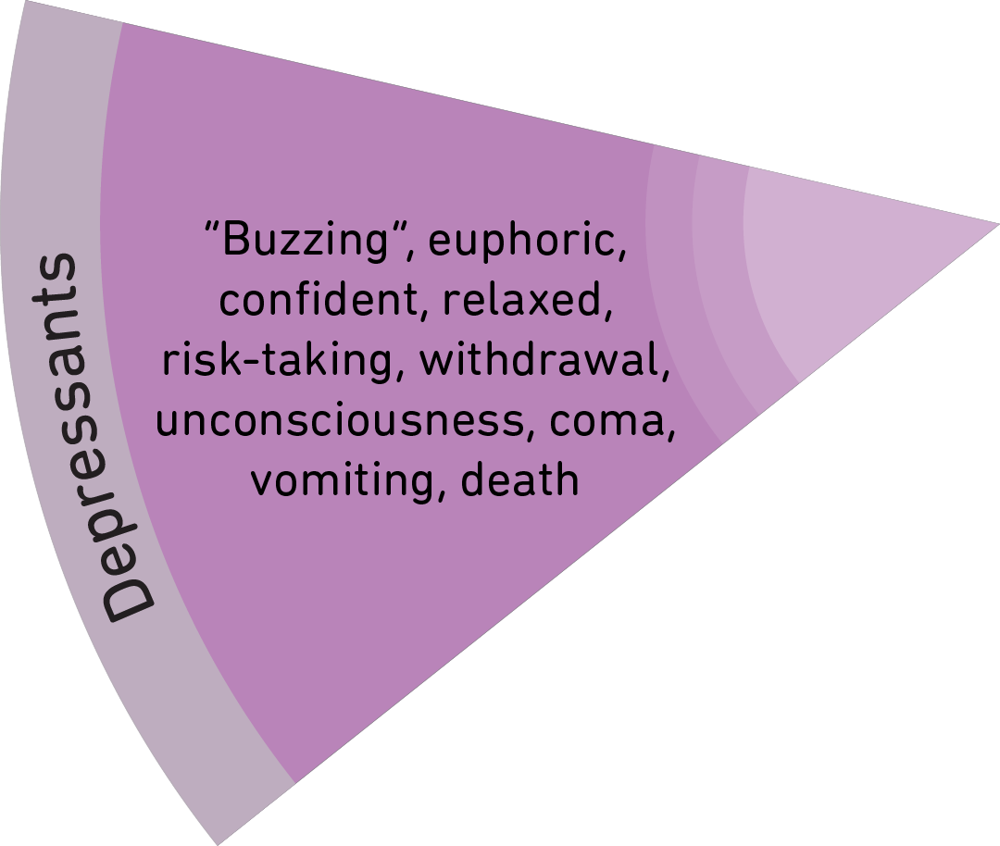 Depressants
“Buzzing“, euphoric,
confident, relaxed,
risk-taking, withdrawal,
unconsciousness, coma,
vomiting, death